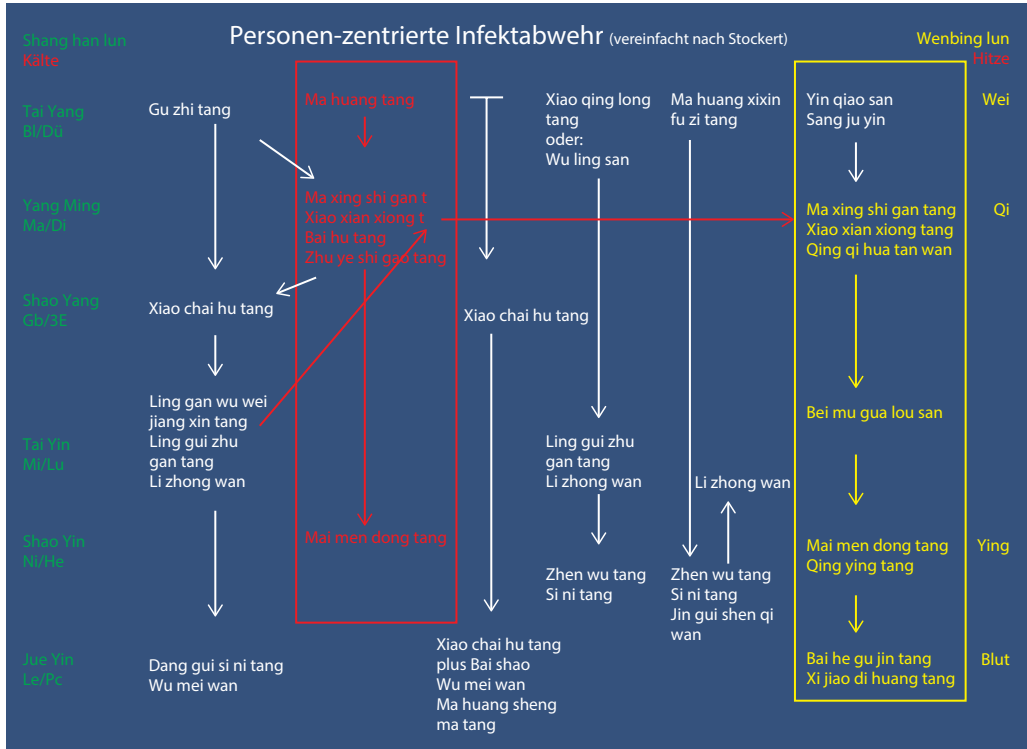 Personen-zentrierte Infektabwehr (vereinfacht nach Stockert)
Shang han lun
Kälte
Wenbing lun
Hitze
Tai Yang
Bl/Dü
Gu zhi tang
Ma huang tang
Xiao qing long
tang
oder:
Wu ling san
Ma huang xixin
fu zi tang
Yin qiao san
Sang ju yin
Wei
Yang Ming
Ma/Di
Ma xing shi gan t
Xiao xian xiong t
Bai hu tang
Zhu ye shi gao tang
Ma xing shi gan tang
Xiao xian xiong tang
Qing qi hua tan wan
Qi
Shao Yang
Gb/3E
Xiao chai hu tang
Xiao chai hu tang
Tai Yin
Mi/Lu
Ling gan wu wei
jiang xin tang
Ling gui zhu
gan tang
Li zhong wan
Ling gui zhu
gan tang
Li zhong wan
Li zhong wan
Bei mu gua lou san
Shao Yin
Ni/He
Mai men dong tang
Zhen wu tang
Si ni tang
Zhen wu tang
Si ni tang
Jin gui shen qi
wan
Mai men dong tang
Qing ying tang
Ying
Jue Yin
Le/Pc
Dang gui si ni tang
Wu mei wan
Xiao chai hu tang
plus Bai shao
Wu mei wan
Ma huang sheng
ma tang
Bai he gu jin tang
Xi jiao di huang tang
Blut